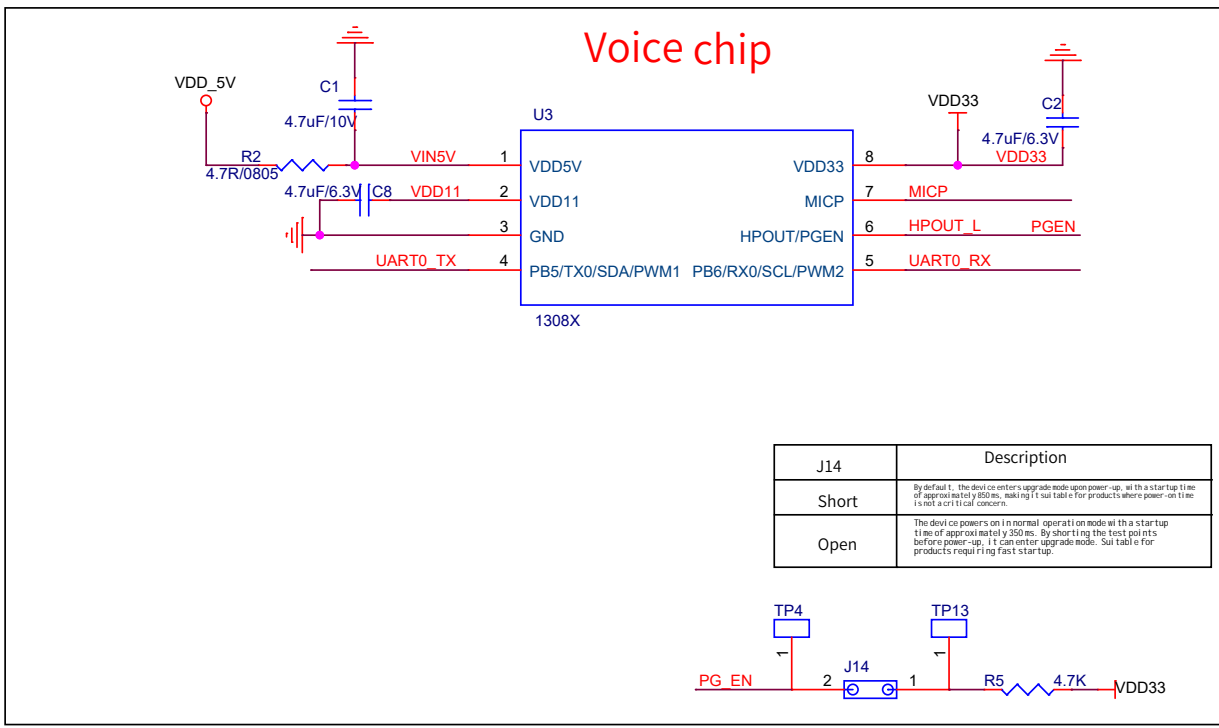 Voice chip
VDD_5V
C1
4.7uF/10V
R2
4.7R/0805
VIN5V
1
VDD5V
4.7uF/6.3V
C8
VDD11
2
VDD11
3
GND
UART0_TX
4
PB5/TX0/SDA/PWM1
U3
1308X
VDD33
8
VDD33
VDD33
C2
4.7uF/6.3V
MICP
7
MICP
HPOUT/PGEN
6
HPOUT_L
PGEN
PB6/RX0/SCL/PWM2
5
UART0_RX
J14
Description
Short
By default, the device enters upgrade mode upon power-up, with a startup time
of approximately 850 ms, making it suitable for products where power-on time
is not a critical concern.
Open
The device powers on in normal operation mode with a startup
time of approximately 350 ms. By shorting the test points
before power-up, it can enter upgrade mode. Suitable for
products requiring fast startup.
TP4
TP13
1
1
PG_EN
2
J14
1
R5
4.7K
VDD33